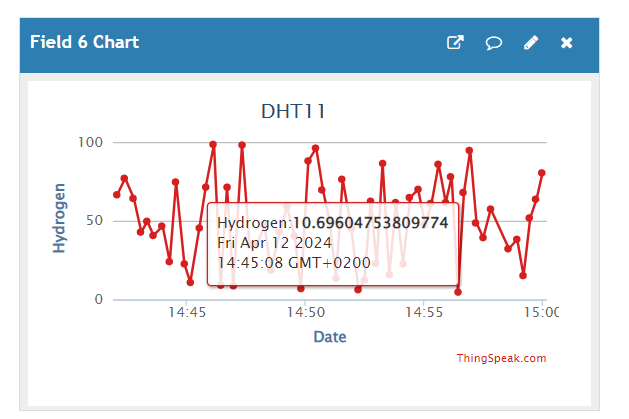 Field 6 Chart
DHT11
100
50
0
Hydrogen
Hydrogen:10.69604753809774
Fri Apr 12 2024
14:45:08 GMT+0200
14:45
14:50
14:55
15:00
Date
ThingSpeak.com